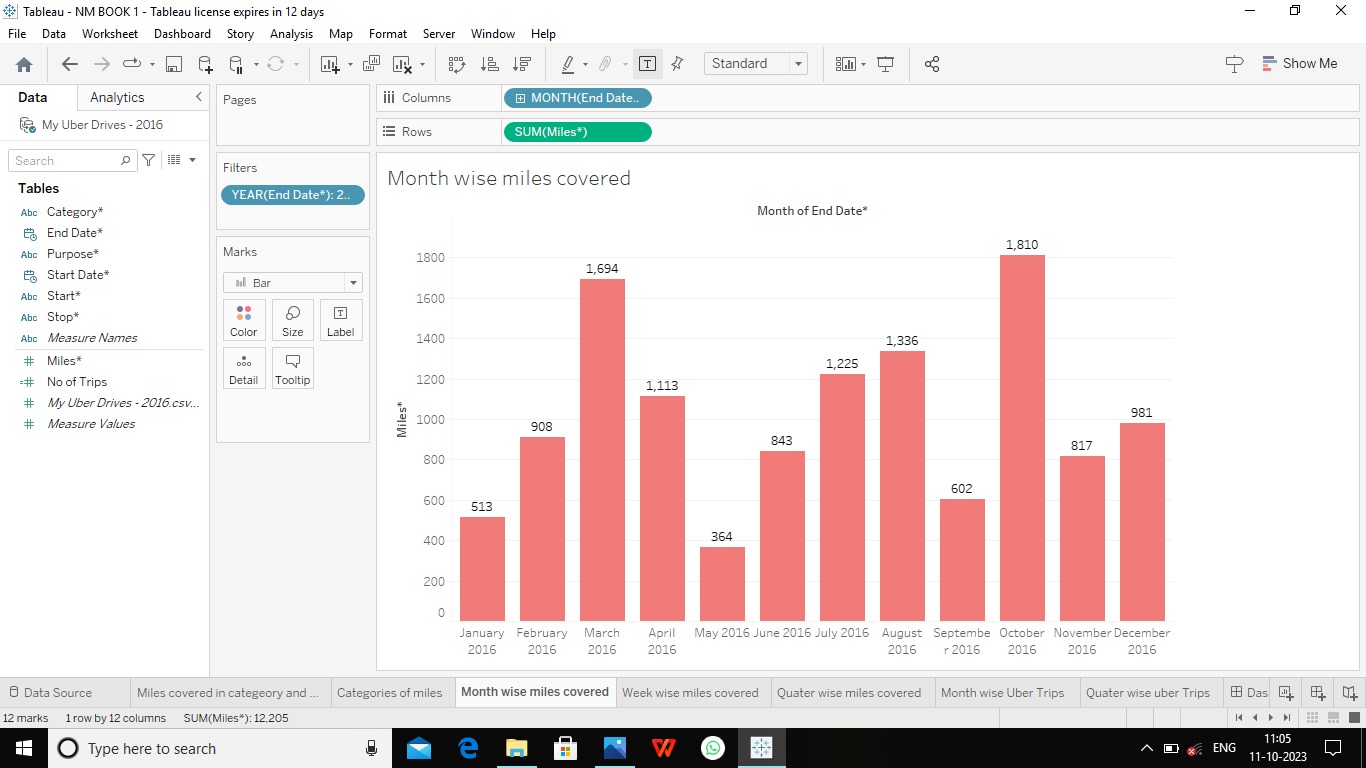 Tableau - NM BOOK 1 - Tableau license expires in 12 days
File Data Worksheet Dashboard Story Analysis Map Format Server Window Help
Standard
Show Me
Data Analytics
My Uber Drives - 2016
Search
Tables
Abc Category*
End Date*
Abc Purpose*
Start Date*
Abc Start*
Abc Stop*
Abc Measure Names
Miles*
No of Trips
My Uber Drives - 2016.csv...
Measure Values
Pages
Filters
YEAR(End Date*): 2..
Marks
Bar
Color Size Label
Detail Tooltip
Columns MONTH(End Date..
Rows SUM(Miles*)
Month wise miles covered
Month of End Date*
Miles*
1800
1600
1400
1200
1000
800
600
400
200
0
513
908
1,694
1,113
364
843
1,225
1,336
602
1,810
817
981
January
2016
February
2016
March
2016
April
2016
May 2016
June 2016
July 2016
August
2016
Septembe
r 2016
October
2016
November
2016
December
2016
Data Source Miles covered in categeory and ... Categories of miles Month wise miles covered Week wise miles covered Quater wise miles covered Month wise Uber Trips Quater wise uber Trips Das
12 marks 1 row by 12 columns SUM(Miles*): 12,205
Type here to search
ENG
11:05
11-10-2023